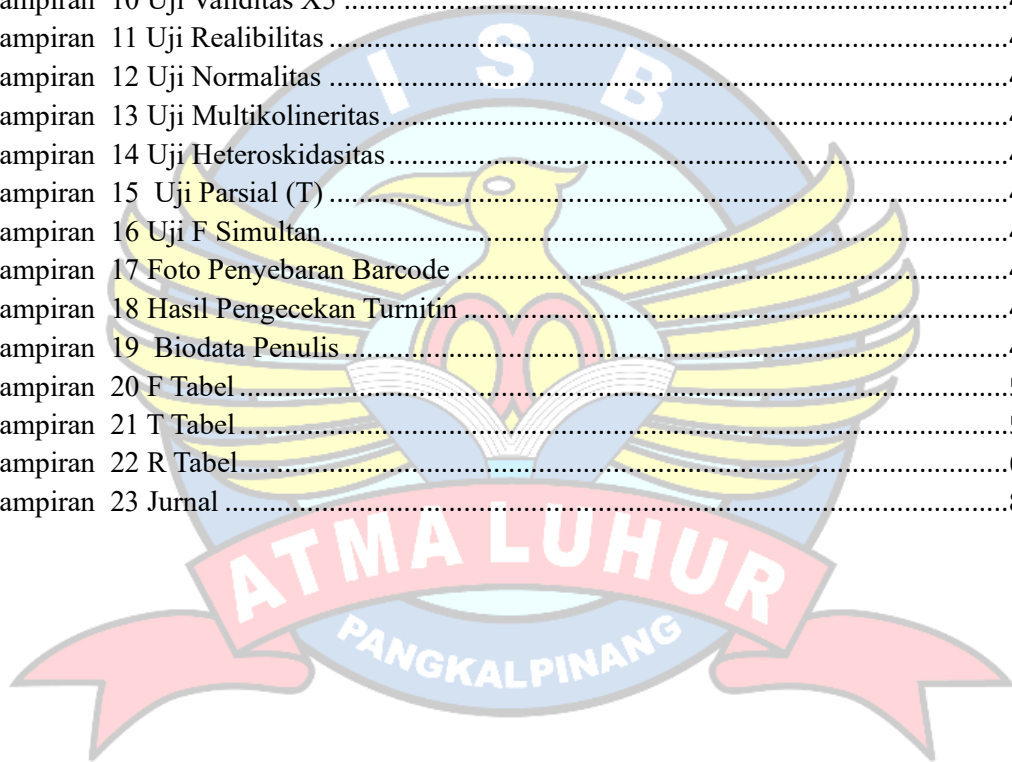 ampiran 10 Uji Validitas X5 ....................
ampiran 11 Uji Realibilitas ....................
ampiran 12 Uji Normalitas ....................
ampiran 13 Uji Multikolineritas....................
ampiran 14 Uji Heteroskidasitas ....................
ampiran 15 Uji Parsial (T) ....................
ampiran 16 Uji F Simultan....................
ampiran 17 Foto Penyebaran Barcode ....................
ampiran 18 Hasil Pengecekan Turnitin ....................
ampiran 19 Biodata Penulis ....................
ampiran 20 F Tabel ....................
ampiran 21 T Tabel....................
ampiran 22 R Tabel....................
ampiran 23 Jurnal ....................
I S B
ATMA LUHUR
PANGKALPINANG